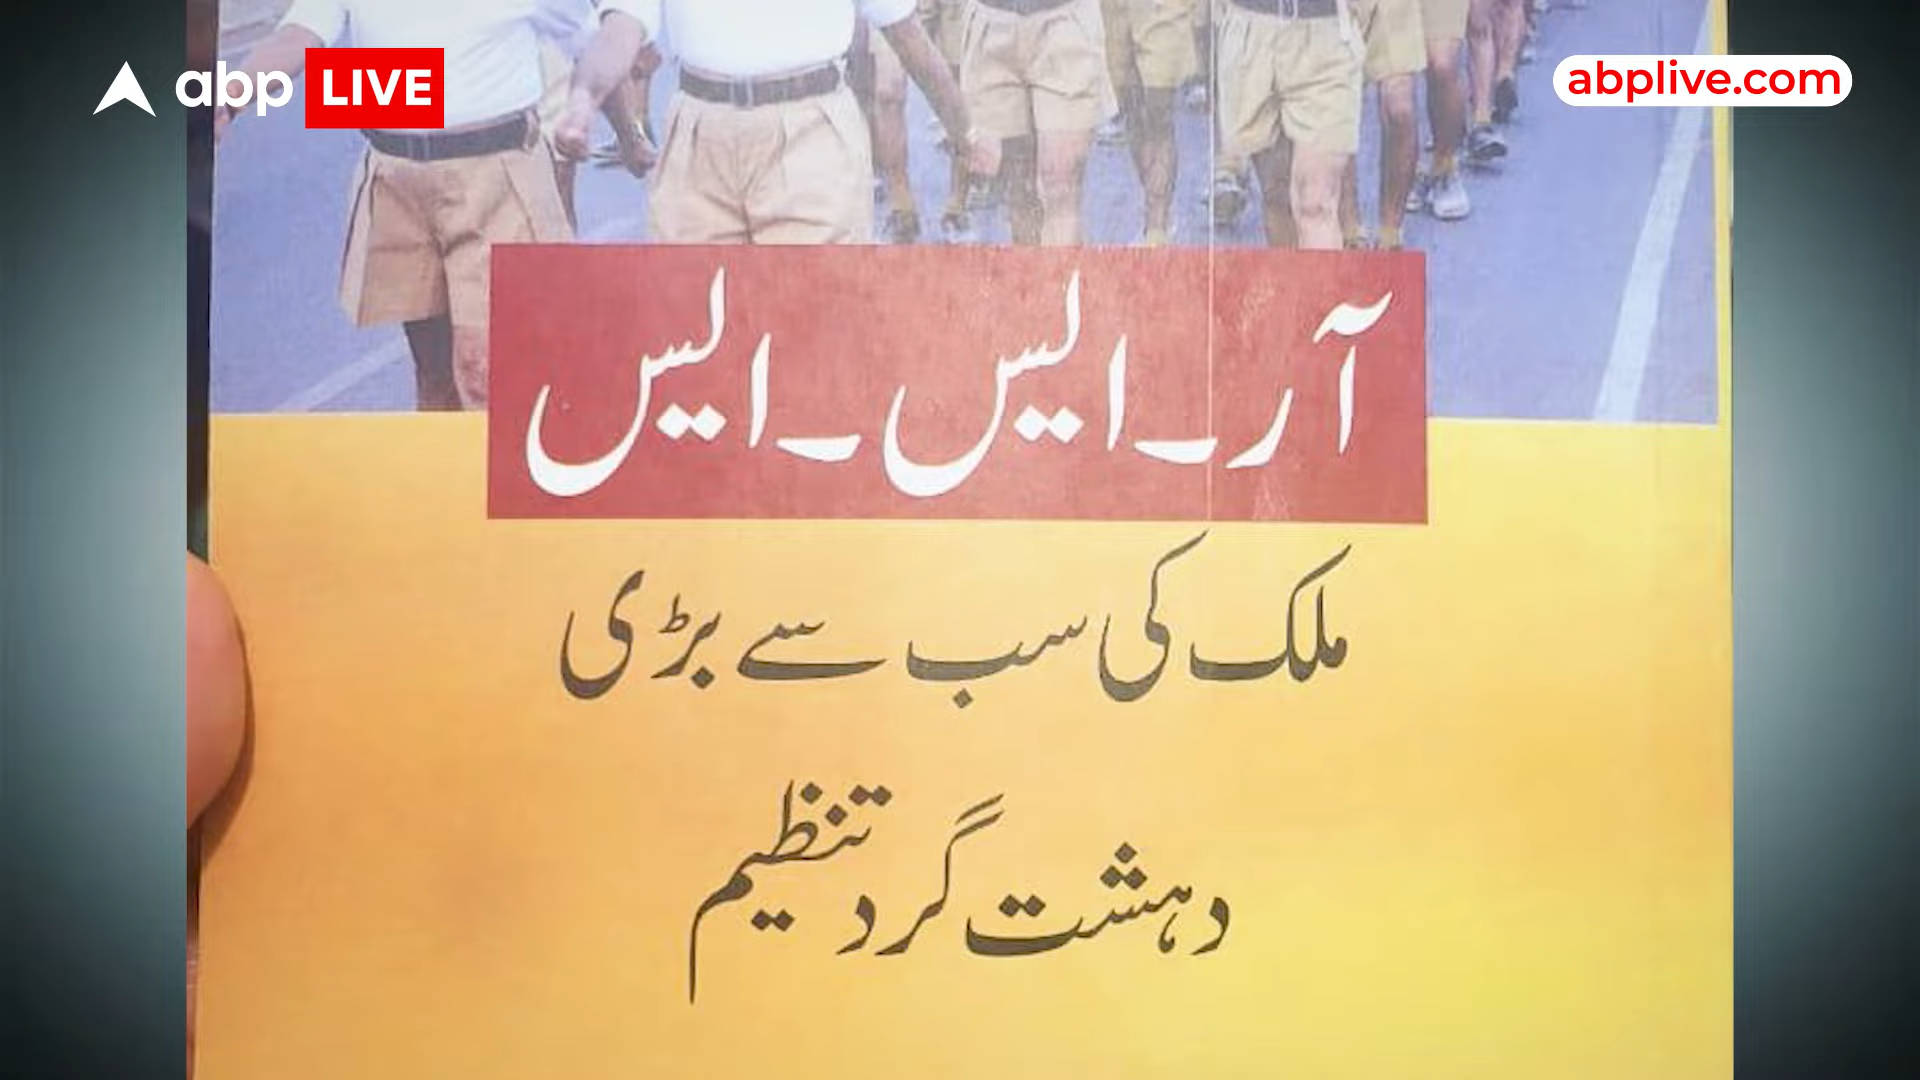 abp LIVE
abplive.com
آر۔ایس۔ایس
ملک کی سب سے بڑی
دہشت گرد تنظیم